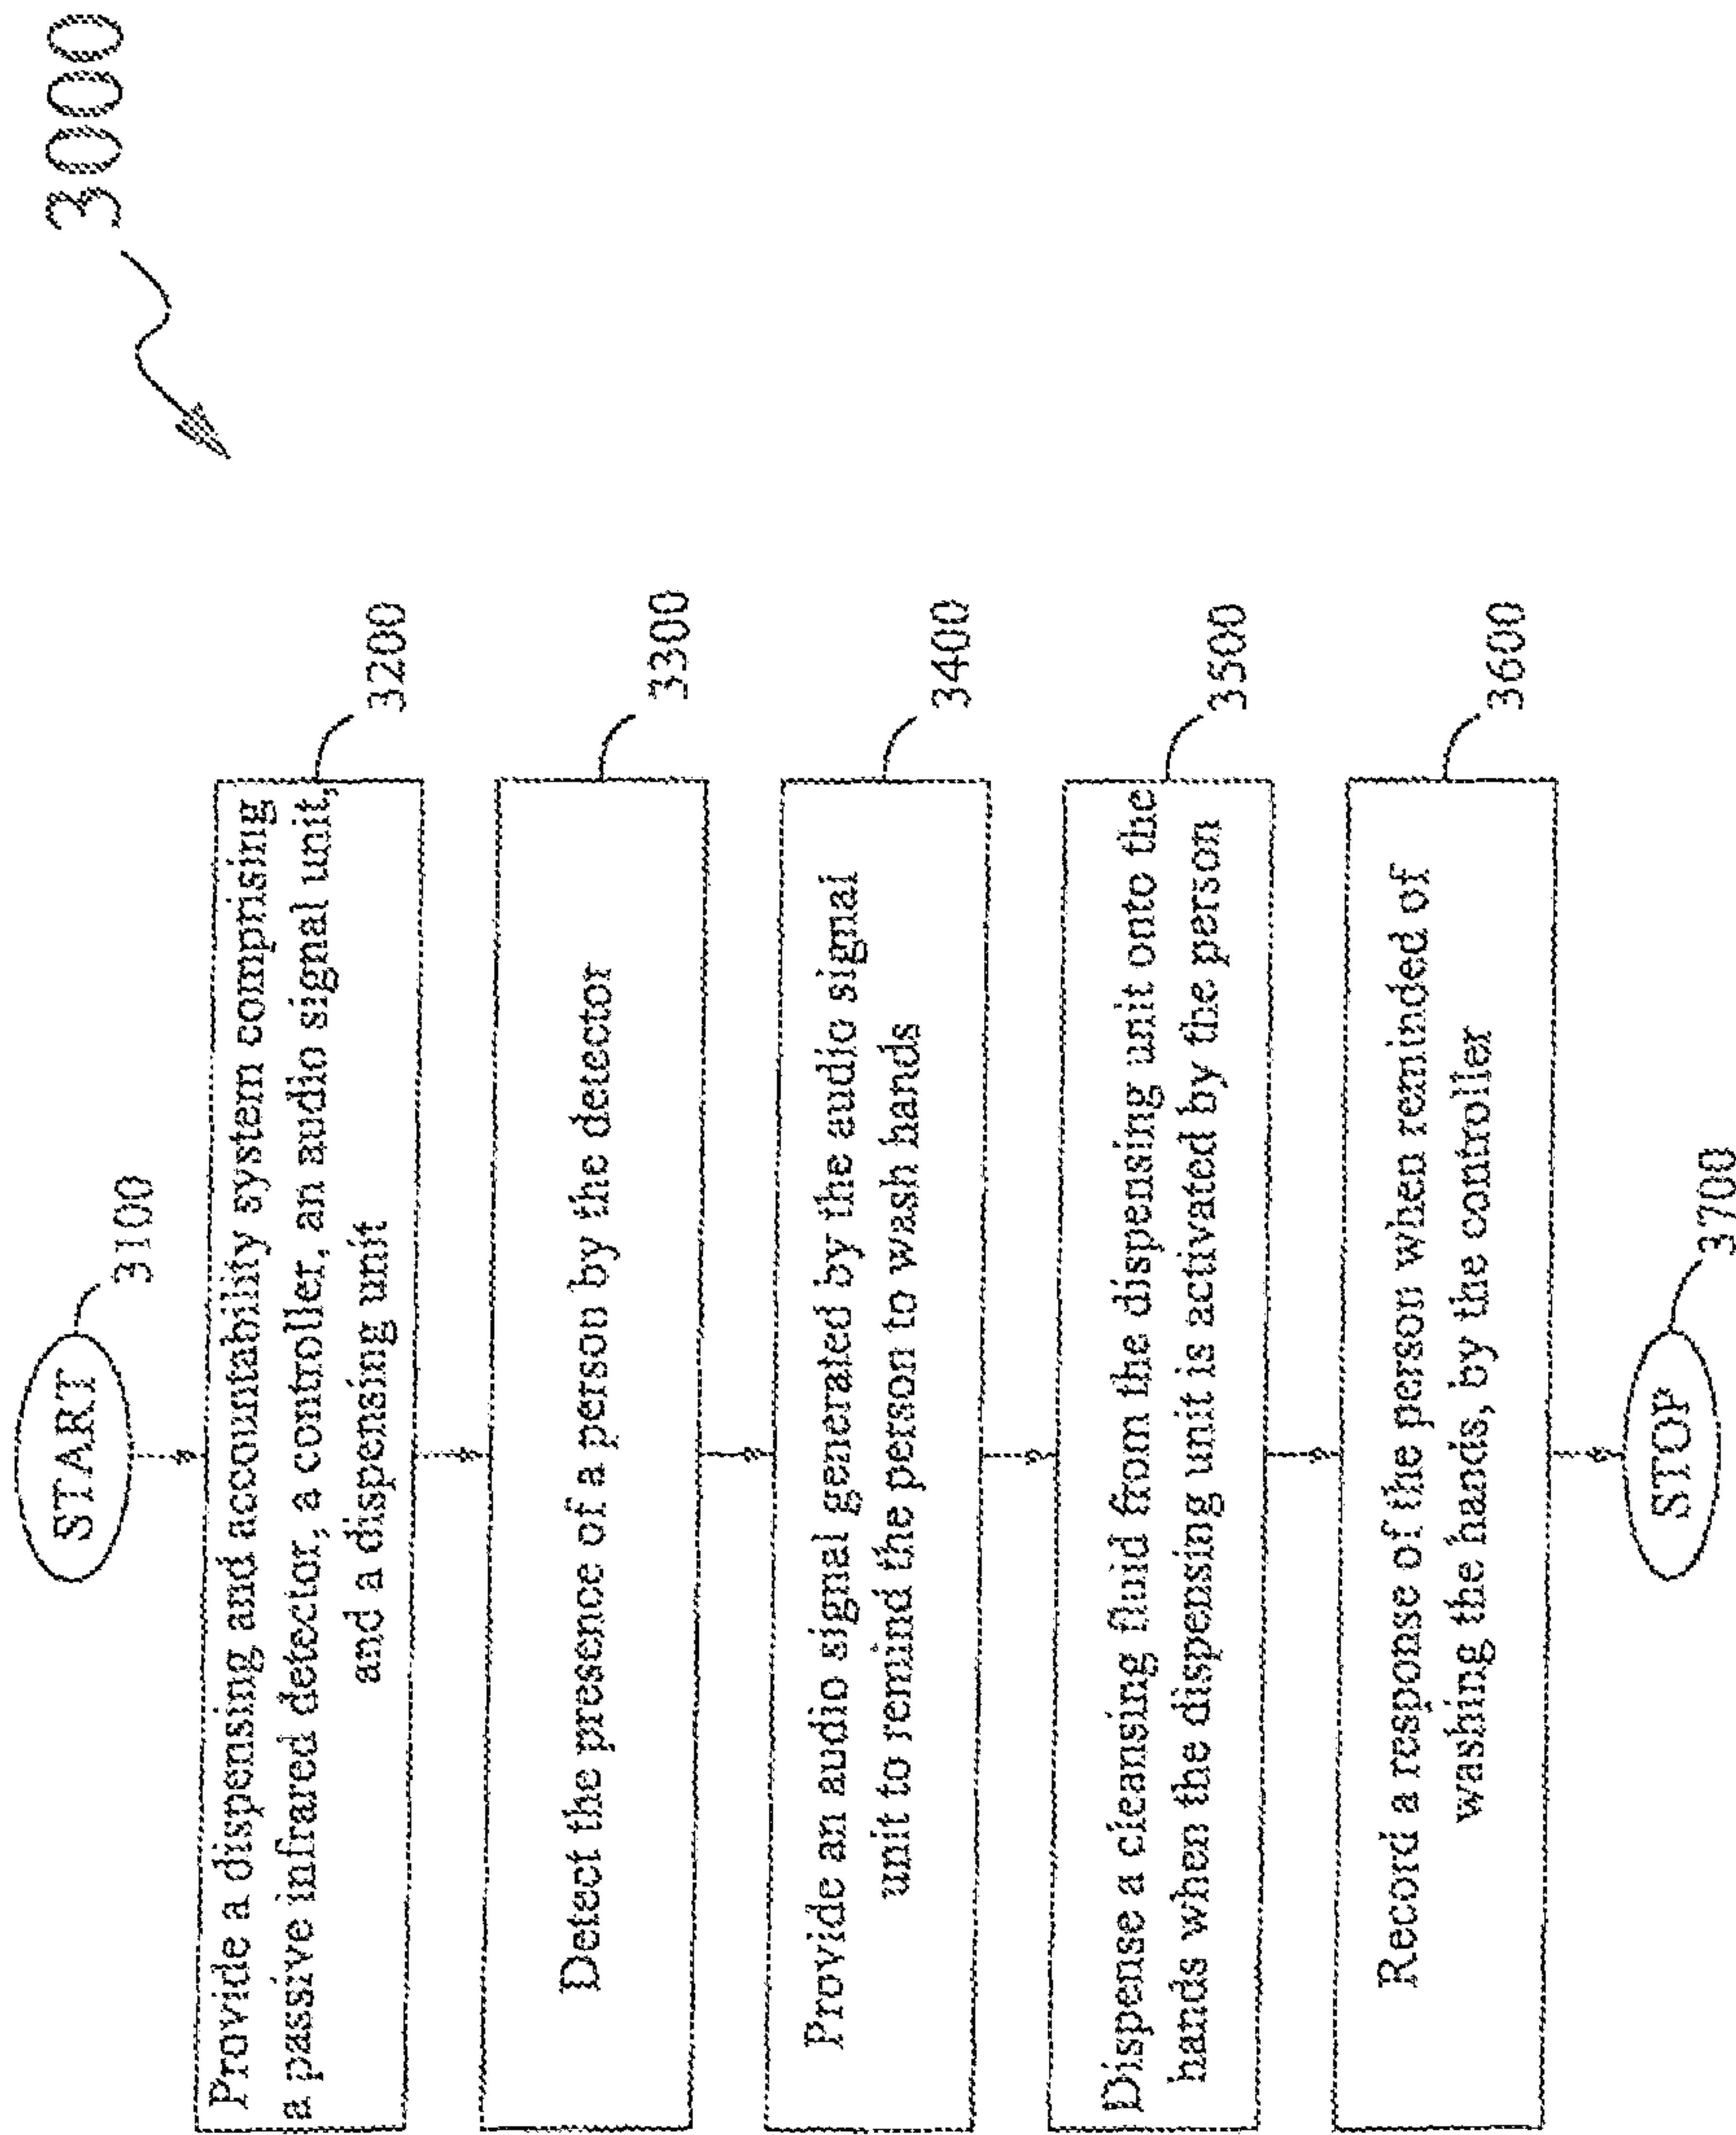 3000
START
3100
Provide a dispensing and accountability system comprising
a passive infrared detector, a controller, an audio signal unit,
and a dispensing unit
3200
Detect the presence of a person by the detector
3300
Provide an audio signal generated by the audio signal
unit to remind the person to wash hands
3400
Dispense a cleansing fluid from the dispensing unit onto the
hands when the dispensing unit is activated by the person
3500
Record a response of the person when reminded of
washing the hands, by the controller
3600
STOP
3700